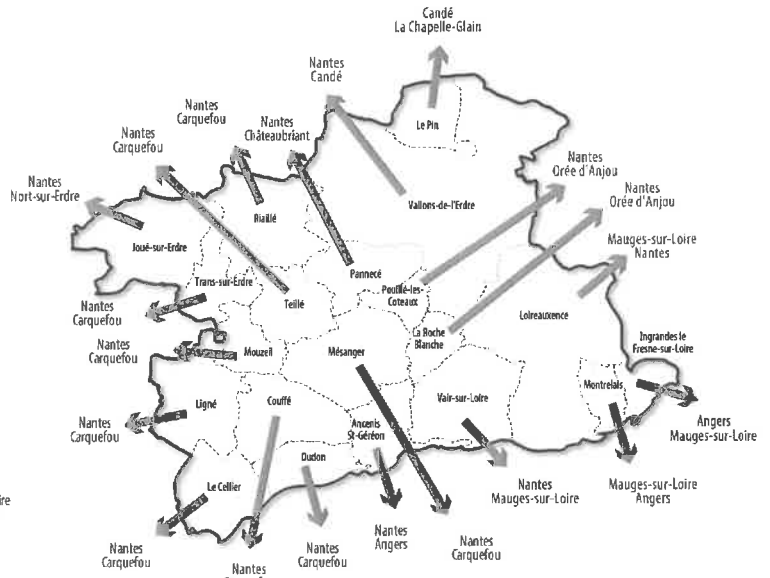 Candé
La Chapelle-Glain
Nantes
Candé
Le Pin
Nantes
Carquefou
Nantes
Châteaubriant
Nantes
Carquefou
Nantes
Orée d'Anjou
Nantes
Orée d'Anjou
Nantes
Nort-sur-Erdre
Vallons-de-l'Erdre
Riaillé
Joué-sur-Erdre
Mauges-sur-Loire
Nantes
Pannecé
Trans-sur-Erdre
Pouillé-les-
Coteaux
Teillé
Loireauxence
Nantes
Carquefou
La Roche
Blanche
Nantes
Carquefou
Mouzeil
Mésanger
Ingrandes le
Fresne-sur-Loire
Montrelais
Ligné
Couffé
Vair-sur-Loire
Nantes
Carquefou
Ancenis
St-Géréon
Angers
Mauges-sur-Loire
Oudon
Le Cellier
Nantes
Mauges-sur-Loire
Mauges-sur-Loire
Angers
ire
Nantes
Carquefou
Nantes
Carquefou
Nantes
Angers
Nantes
Carquefou
Nantes